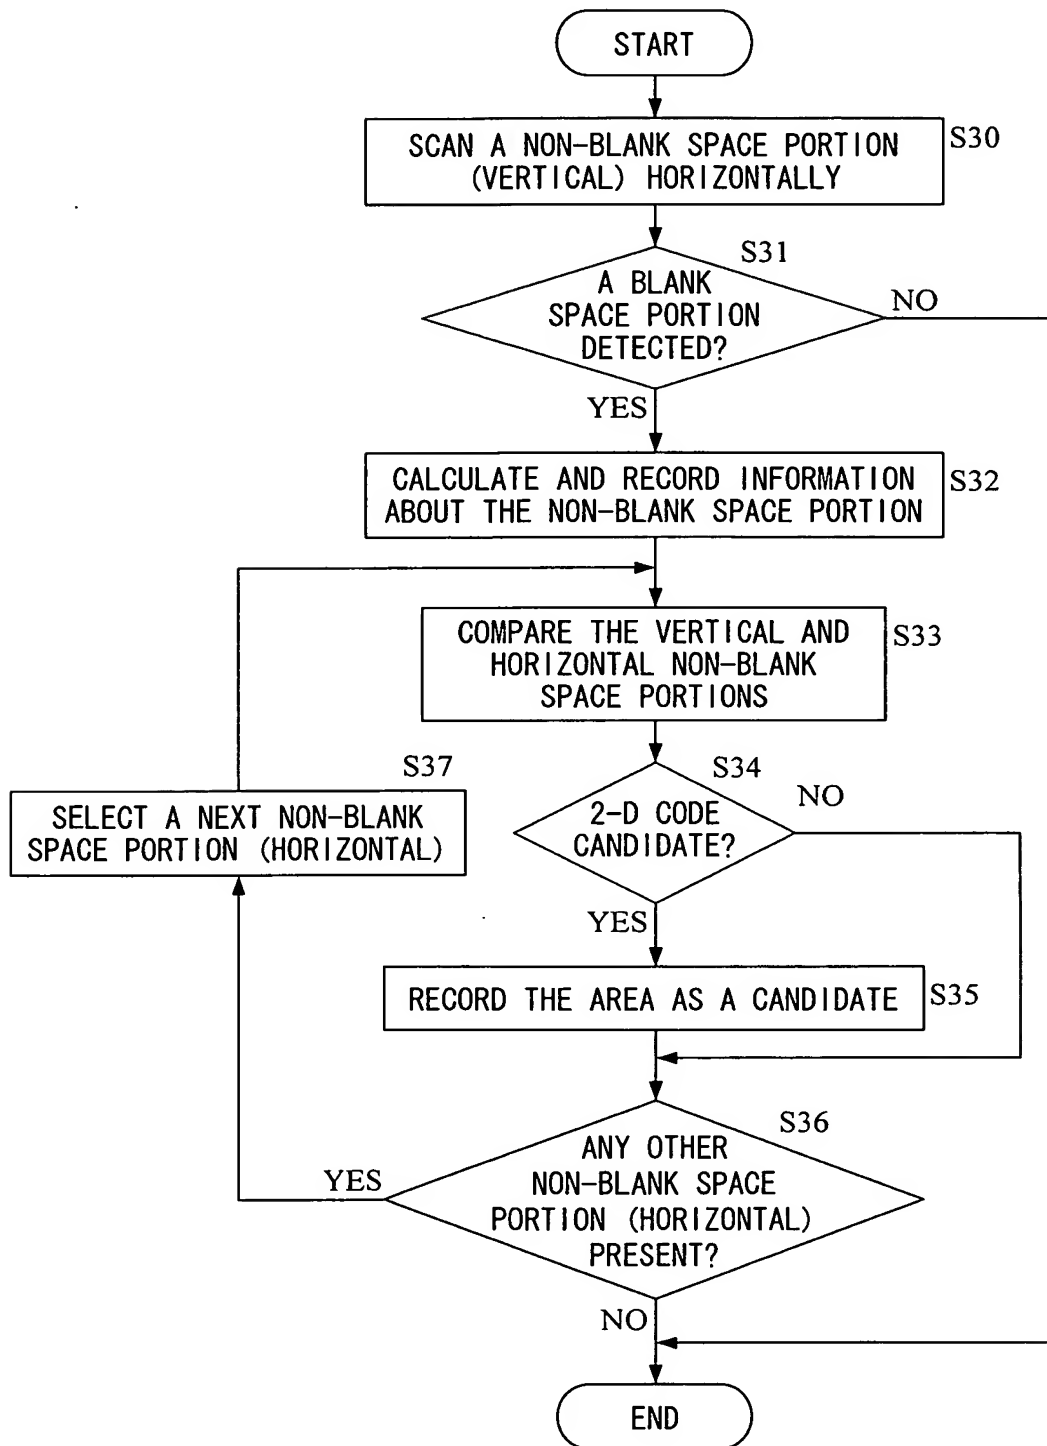 START
SCAN A NON-BLANK SPACE PORTION
(VERTICAL) HORIZONTALLY
S30
S31
A BLANK
SPACE PORTION
DETECTED?
NO
YES
CALCULATE AND RECORD INFORMATION
ABOUT THE NON-BLANK SPACE PORTION
S32
COMPARE THE VERTICAL AND
HORIZONTAL NON-BLANK
SPACE PORTIONS
S33
S37
SELECT A NEXT NON-BLANK
SPACE PORTION (HORIZONTAL)
S34
2-D CODE
CANDIDATE?
NO
YES
RECORD THE AREA AS A CANDIDATE
S35
S36
ANY OTHER
NON-BLANK SPACE
PORTION (HORIZONTAL)
PRESENT?
YES
NO
END